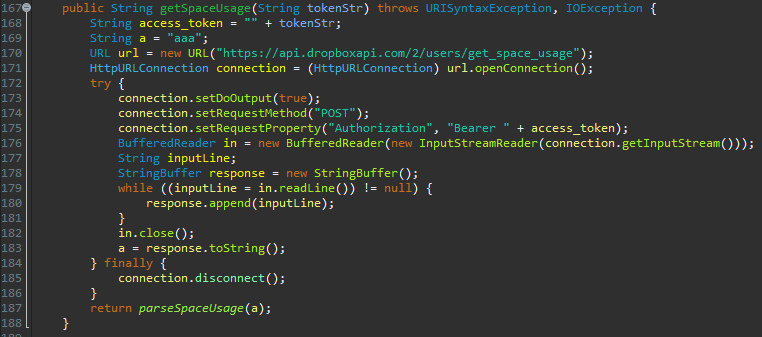 167 public String getSpaceUsage(String tokenStr) throws URISyntaxException, IOException {
168 String access_token = "" + tokenStr;
169 String a = "aaa";
170 URL url = new URL("https://api.dropboxapi.com/2/users/get_space_usage");
171 HttpURLConnection connection = (HttpURLConnection) url.openConnection();
172 try {
173 connection.setDoOutput(true);
174 connection.setRequestMethod("POST");
175 connection.setRequestProperty("Authorization", "Bearer " + access_token);
176 BufferedReader in = new BufferedReader(new InputStreamReader(connection.getInputStream()));
177 String inputLine;
178 StringBuffer response = new StringBuffer();
179 while ((inputLine = in.readLine()) != null) {
180 response.append(inputLine);
181 }
182 in.close();
183 a = response.toString();
184 } finally {
185 connection.disconnect();
186 }
187 return parseSpaceUsage(a);
188 }